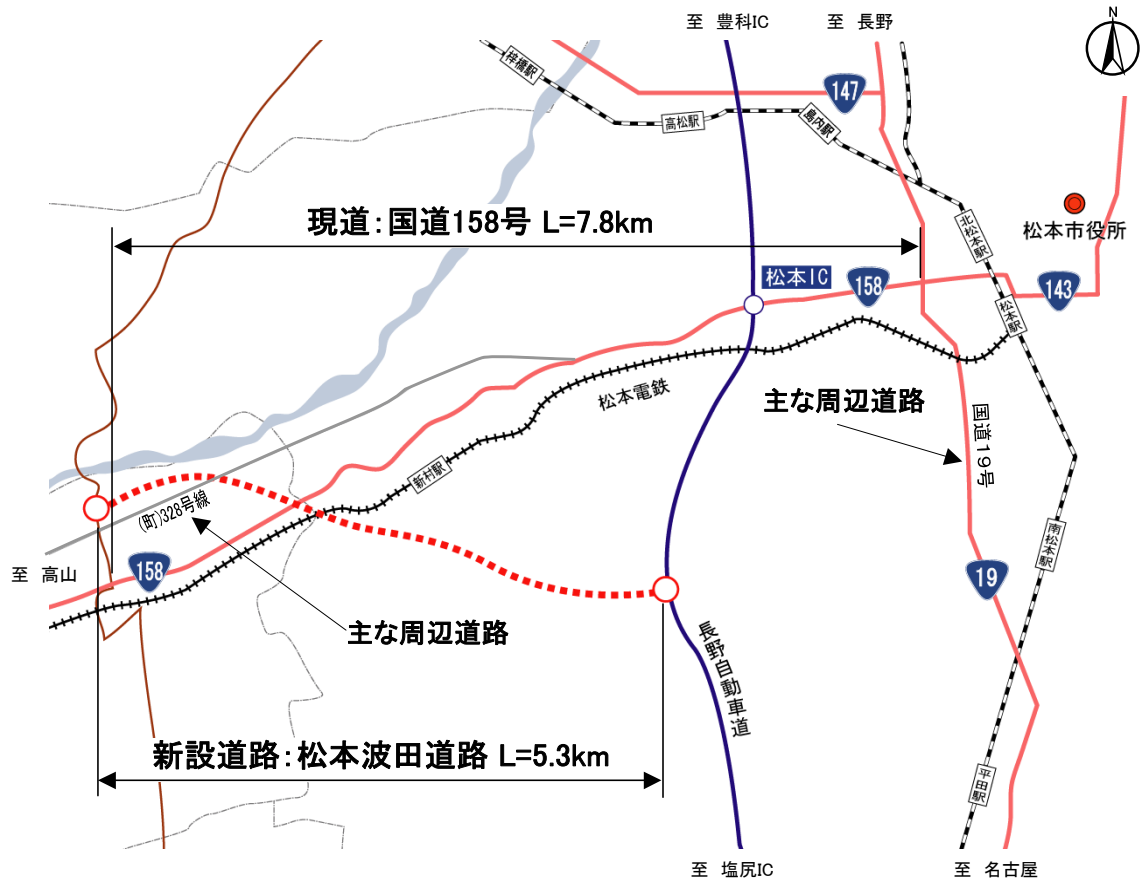 至 豊科IC
至 長野
N
梓橋駅
147
高松駅
島内駅
現道：国道158号 L=7.8km
北松本駅
松本市役所
松本IC
158
143
松本駅
松本電鉄
主な周辺道路
国道19号
新村駅
(町)328号線
南松本駅
至 高山
158
19
主な周辺道路
長野自動車道
新設道路：松本波田道路 L=5.3km
平田駅
至 塩尻IC
至 名古屋